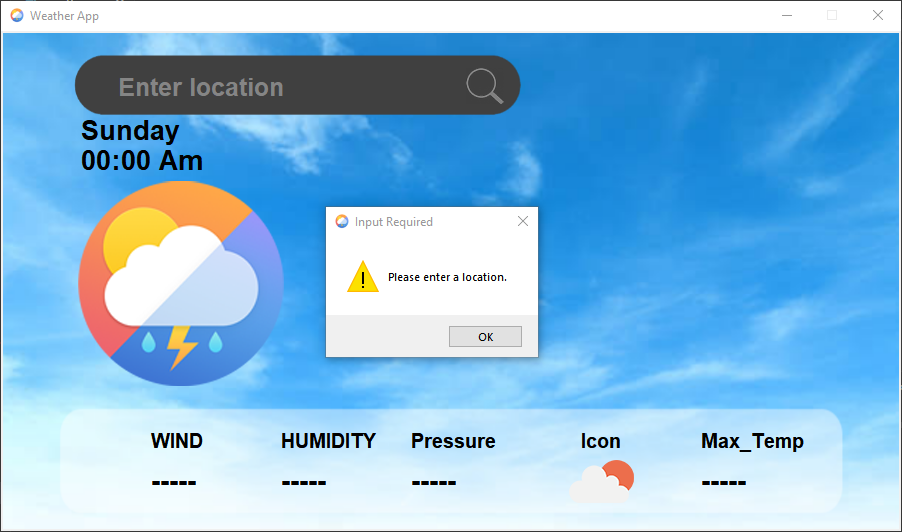 Weather App
Enter location
Sunday
00:00 Am
Input Required
Please enter a location.
OK
WIND HUMIDITY Pressure Icon Max_Temp
----- ----- ----- -----